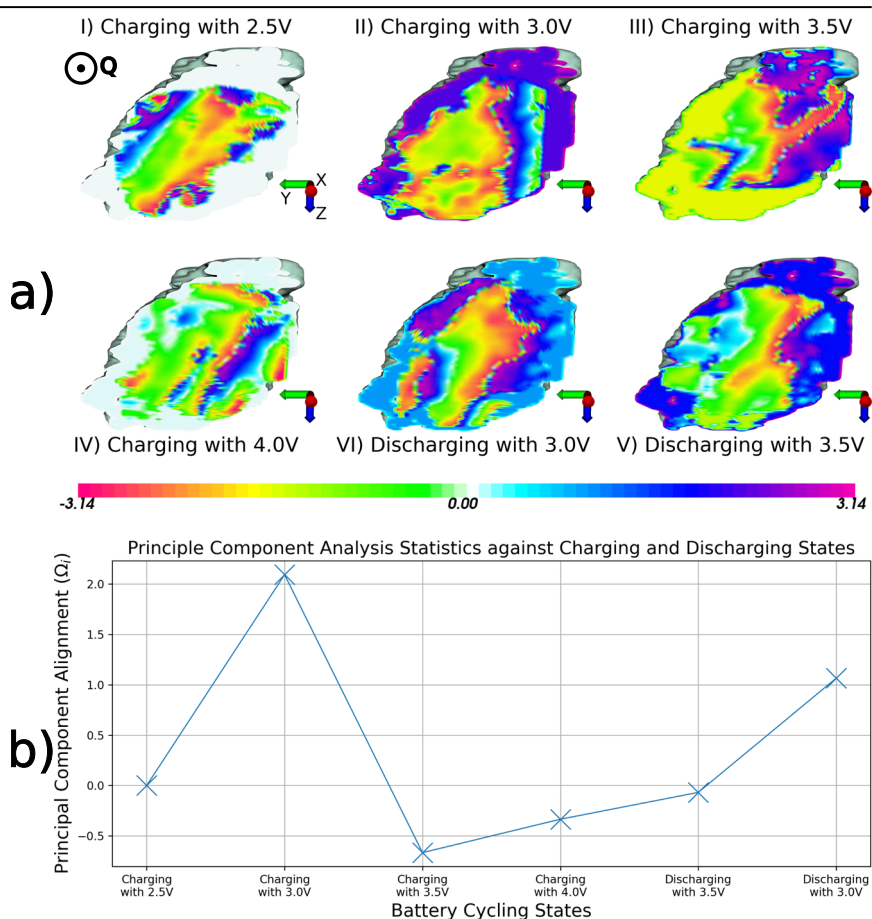 I) Charging with 2.5V
II) Charging with 3.0V
III) Charging with 3.5V
Q
X
Y
Z
a)
IV) Charging with 4.0V
VI) Discharging with 3.0V
V) Discharging with 3.5V
-3.14
0.00
3.14
Principle Component Analysis Statistics against Charging and Discharging States
b)
Principal Component Alignment (Ωi)
2.0
1.5
1.0
0.5
0.0
−0.5
Charging
with 2.5V
Charging
with 3.0V
Charging
with 3.5V
Charging
with 4.0V
Discharging
with 3.5V
Discharging
with 3.0V
Battery Cycling States